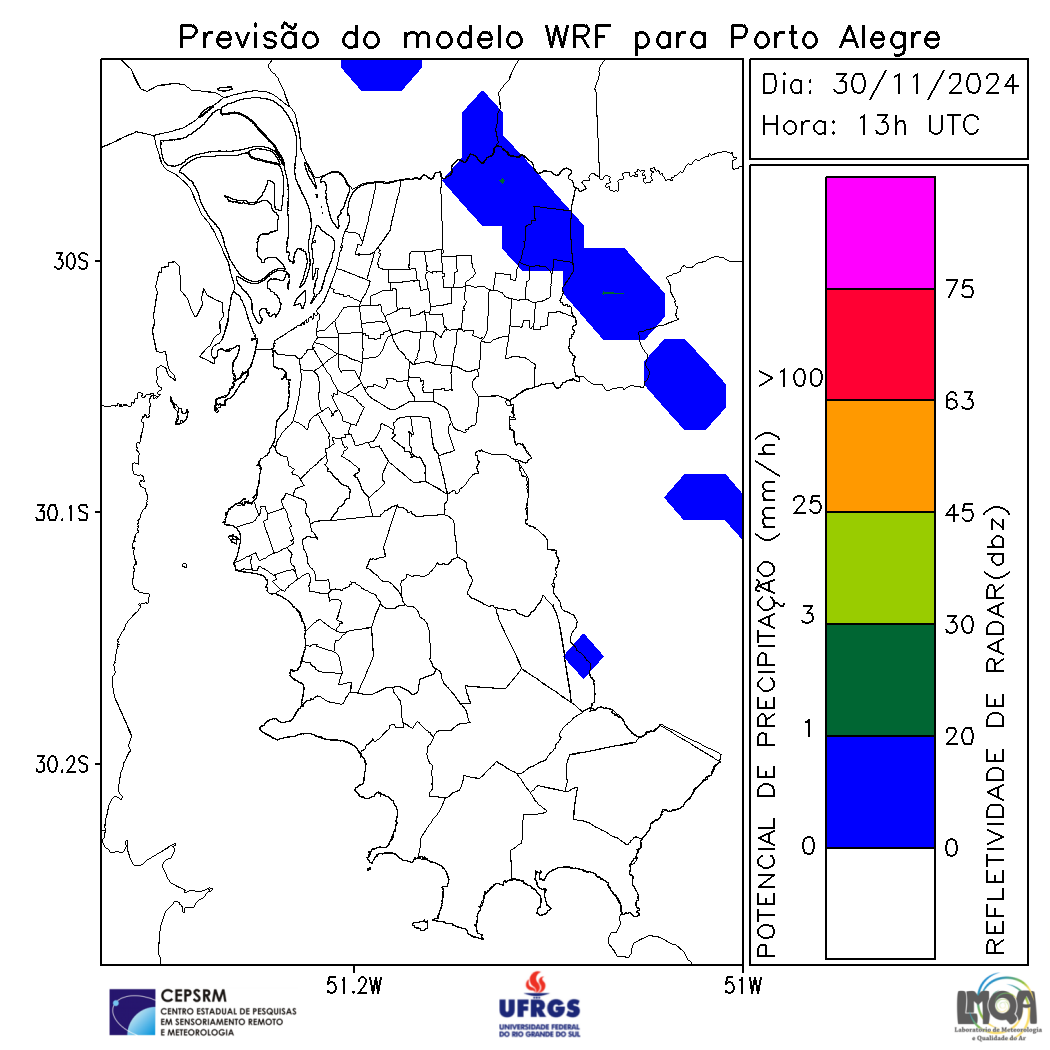 Previsão do modelo WRF para Porto Alegre
Dia: 30/11/2024
Hora: 13h UTC
30S
30.1S
30.2S
51.2W
51W
POTENCIAL DE PRECIPITAÇÃO (mm/h)
>100
25
3
1
0
75
63
45
30
20
0
REFLETIVIDADE DE RADAR(dbz)
CEPSRM
CENTRO ESTADUAL DE PESQUISAS
EM SENSORIAMENTO REMOTO
E METEOROLOGIA
UFRGS
UNIVERSIDADE FEDERAL
DO RIO GRANDE DO SUL
LMQA
Laboratório de Meteorologia
e Qualidade do Ar